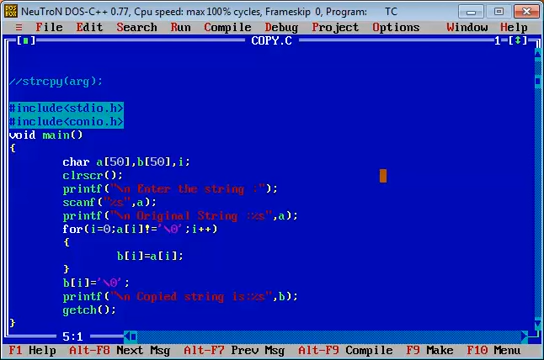 NeuTroN DOS-C++ 0.77, Cpu speed: max 100% cycles, Frameskip 0, Program: TC
≡ File Edit Search Run Compile Debug Project Options Window Help
COPY.C 1=[↕]
//strcpy(arg);
#include<stdio.h>
#include<conio.h>
void main()
{
char a[50],b[50],i;
clrscr();
printf("\n Enter the string :");
scanf("%s",a);
printf("\n Original String :%s",a);
for(i=0;a[i]!='\0';i++)
{
b[i]=a[i];
}
b[i]='\0';
printf("\n Copied string is:%s",b);
getch();
}
5:1
F1 Help Alt-F8 Next Msg Alt-F7 Prev Msg Alt-F9 Compile F9 Make F10 Menu